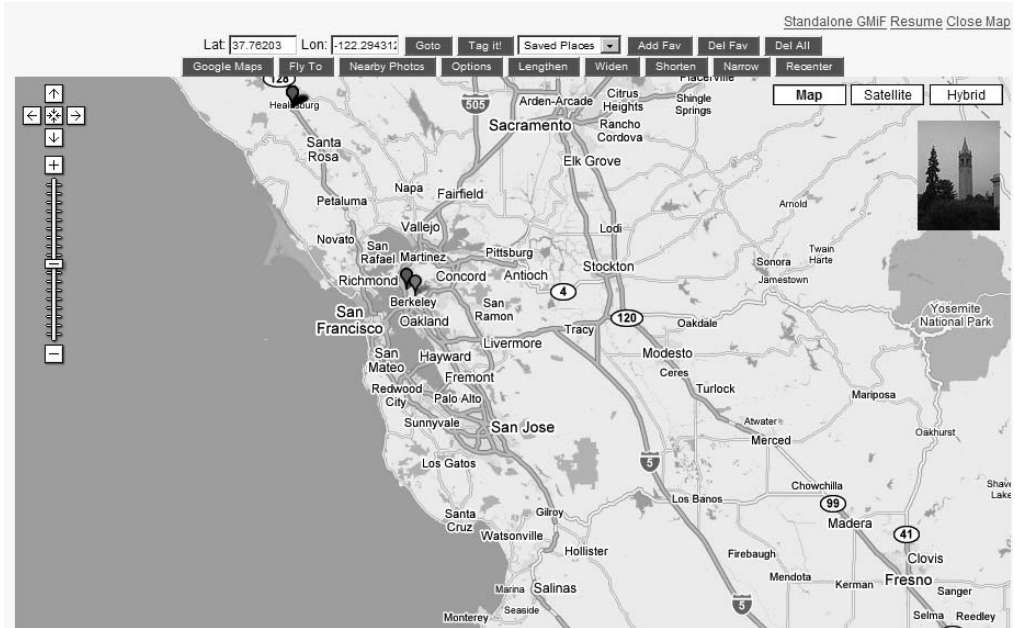 Standalone GMiF Resume Close Map
Lat: 37.76203 Lon: -122.294312 Goto Tag it! Saved Places Add Fav Del Fav Del All
Google Maps Fly To Nearby Photos Options Lengthen Widen Shorten Narrow Recenter
Map Satellite Hybrid
128
Healdsburg
505
Arden-Arcade
Citrus
Heights
Placerville
Shingle
Springs
Sacramento
Rancho
Cordova
Santa
Rosa
Elk Grove
Napa
Fairfield
Petaluma
Arnold
Vallejo
Lodi
Novato
San
Rafael
Martinez
Pittsburg
Twain
Harte
Sonora
Stockton
Richmond
Concord
Antioch
Jamestown
4
Berkeley
San
Ramon
Yosemite
National Park
San
Francisco
Oakland
120
Oakdale
Tracy
Livermore
San
Mateo
Hayward
Modesto
Fremont
Ceres
Redwood
City
Palo Alto
Turlock
Mariposa
Sunnyvale
San Jose
Atwater
Merced
Oakhurst
Los Gatos
5
Chowchilla
Shave
Lake
Los Banos
99
Santa
Cruz
Gilroy
Madera
Watsonville
41
Hollister
Firebaugh
Clovis
Mendota
Kerman
Fresno
Marina
Salinas
Sanger
5
Seaside
Monterey
Selma
Reedley